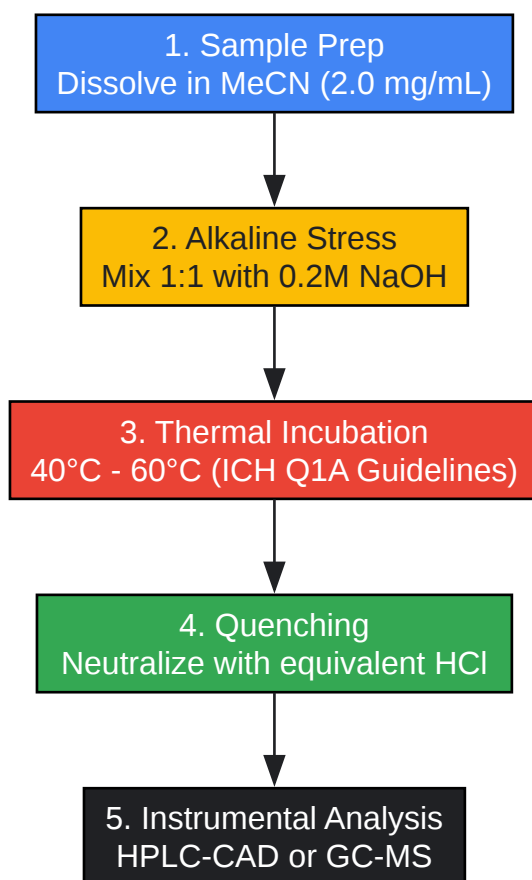 1. Sample Prep
Dissolve in MeCN (2.0 mg/mL)
2. Alkaline Stress
Mix 1:1 with 0.2M NaOH
3. Thermal Incubation
40°C - 60°C (ICH Q1A Guidelines)
4. Quenching
Neutralize with equivalent HCl
5. Instrumental Analysis
HPLC-CAD or GC-MS